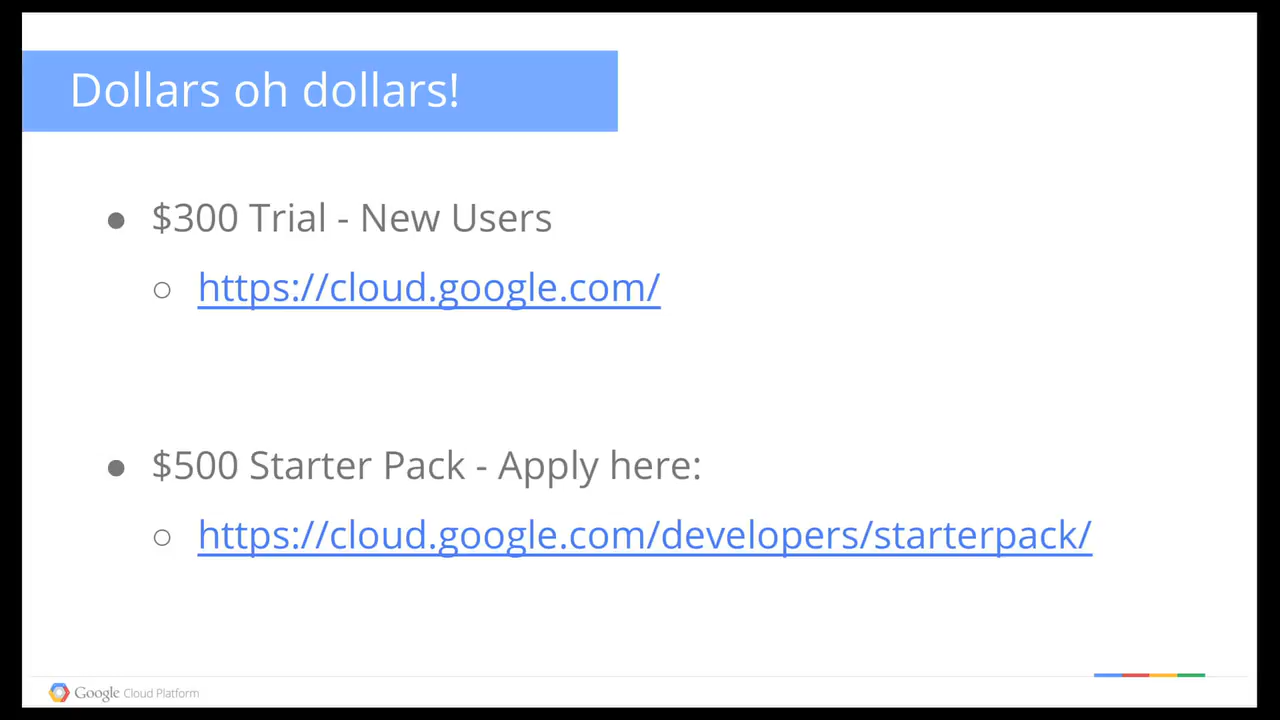 Dollars oh dollars!
● $300 Trial - New Users
○ https://cloud.google.com/
● $500 Starter Pack - Apply here:
○ https://cloud.google.com/developers/starterpack/
Google Cloud Platform